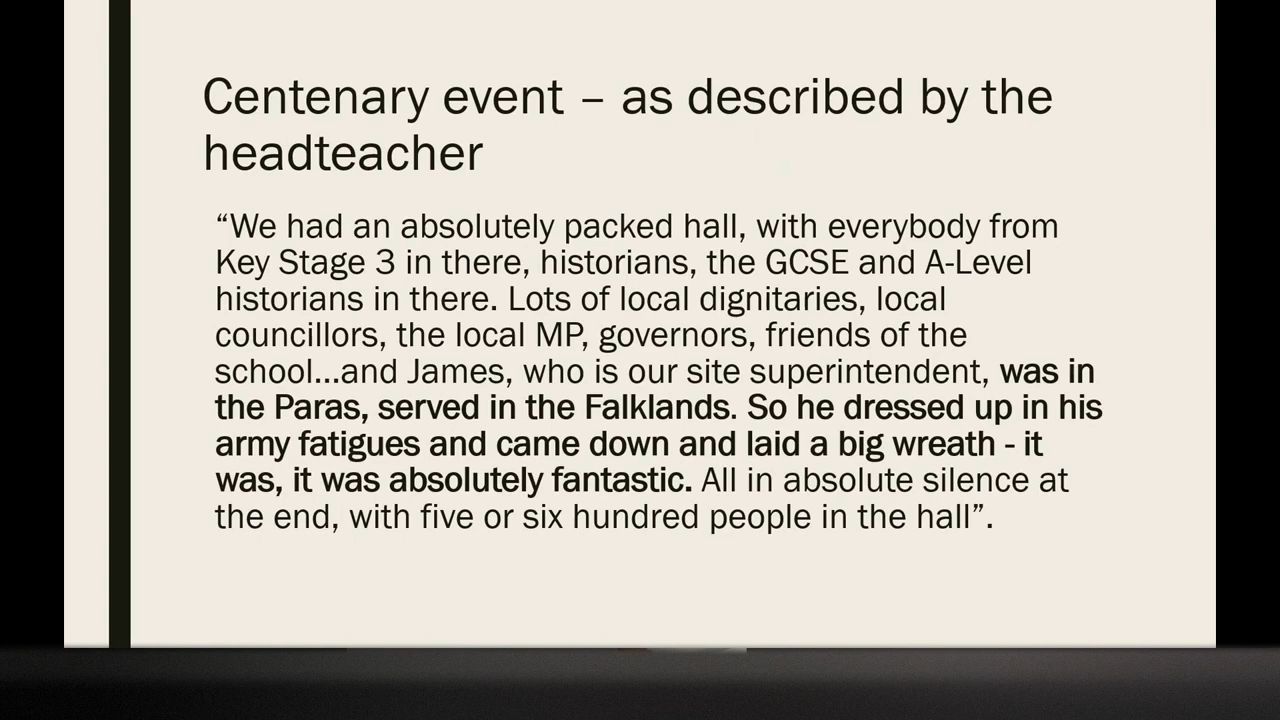 Centenary event – as described by the
headteacher
“We had an absolutely packed hall, with everybody from
Key Stage 3 in there, historians, the GCSE and A-Level
historians in there. Lots of local dignitaries, local
councillors, the local MP, governors, friends of the
school...and James, who is our site superintendent, was in
the Paras, served in the Falklands. So he dressed up in his
army fatigues and came down and laid a big wreath - it
was, it was absolutely fantastic. All in absolute silence at
the end, with five or six hundred people in the hall”.